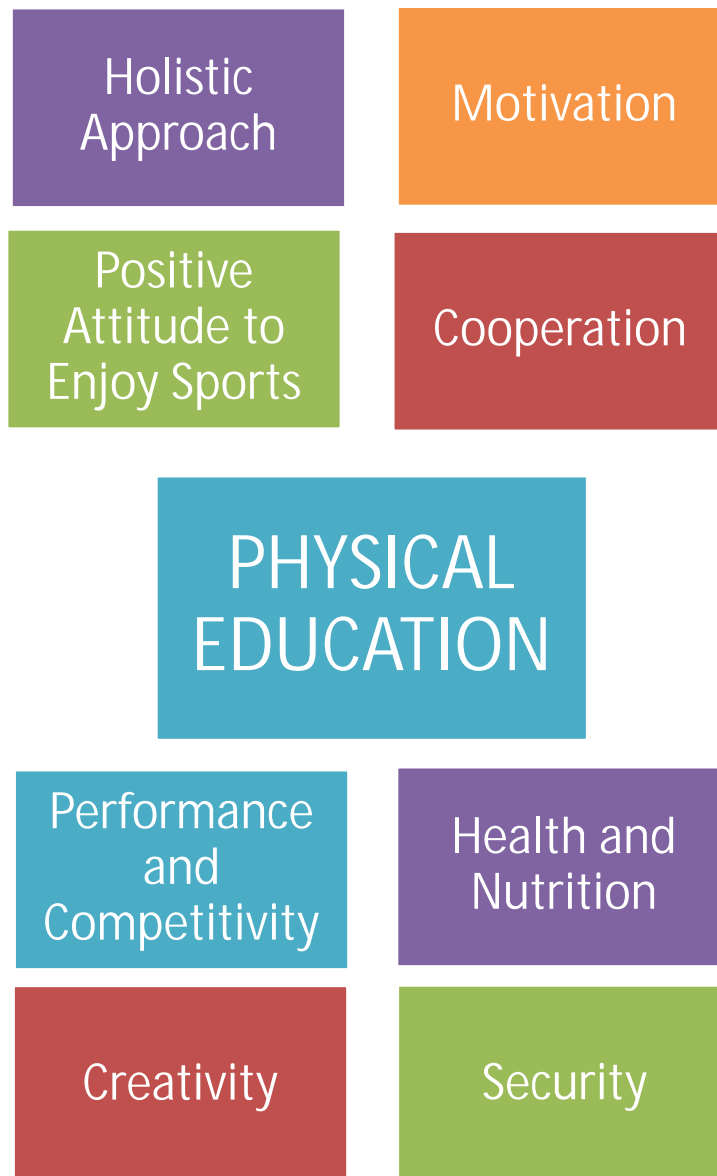 Holistic
Approach
Motivation
Positive
Attitude to
Enjoy Sports
Cooperation
PHYSICAL
EDUCATION
Performance
and
Competitivity
Health and
Nutrition
Creativity
Security